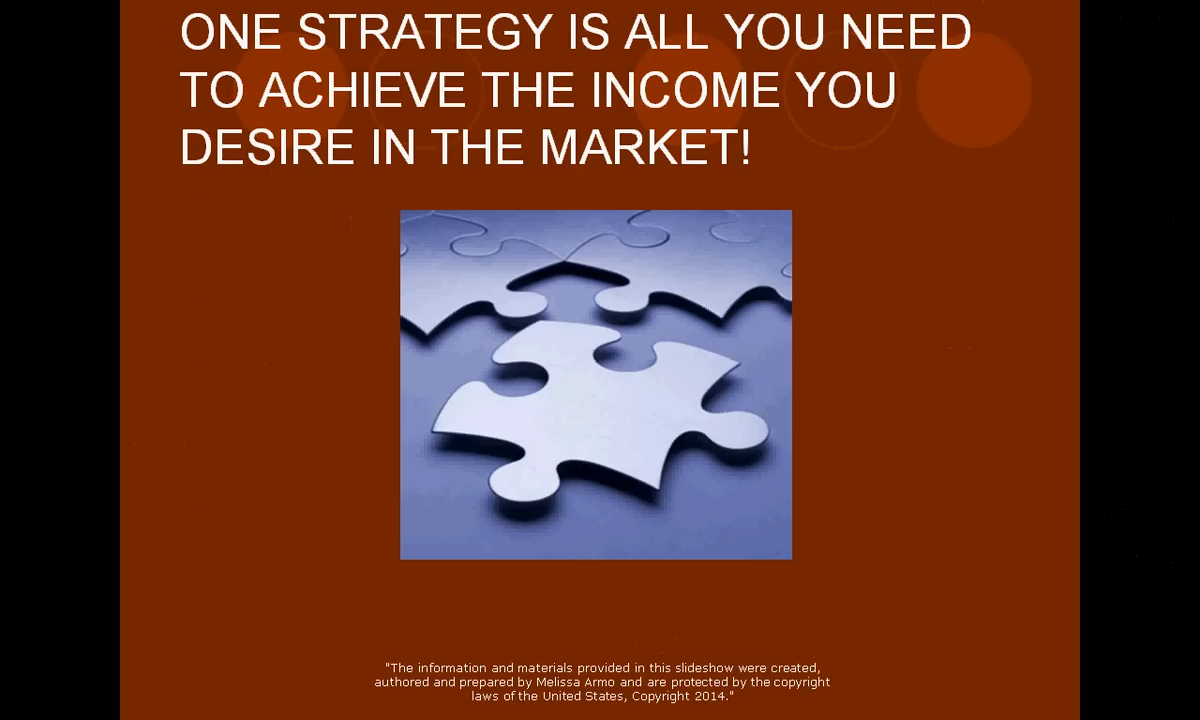 ONE STRATEGY IS ALL YOU NEED
TO ACHIEVE THE INCOME YOU
DESIRE IN THE MARKET!
"The information and materials provided in this slideshow were created,
authored and prepared by Melissa Armo and are protected by the copyright
laws of the United States, Copyright 2014."